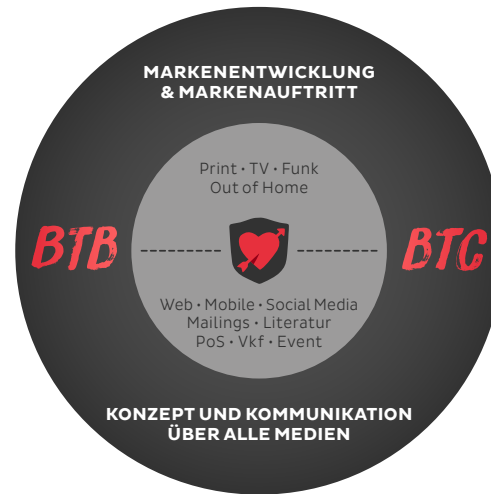 MARKENENTWICKLUNG
& MARKENAUFTRITT
Print · TV · Funk
Out of Home
BTB
BTC
Web · Mobile · Social Media
Mailings · Literatur
PoS · Vkf · Event
KONZEPT UND KOMMUNIKATION
ÜBER ALLE MEDIEN